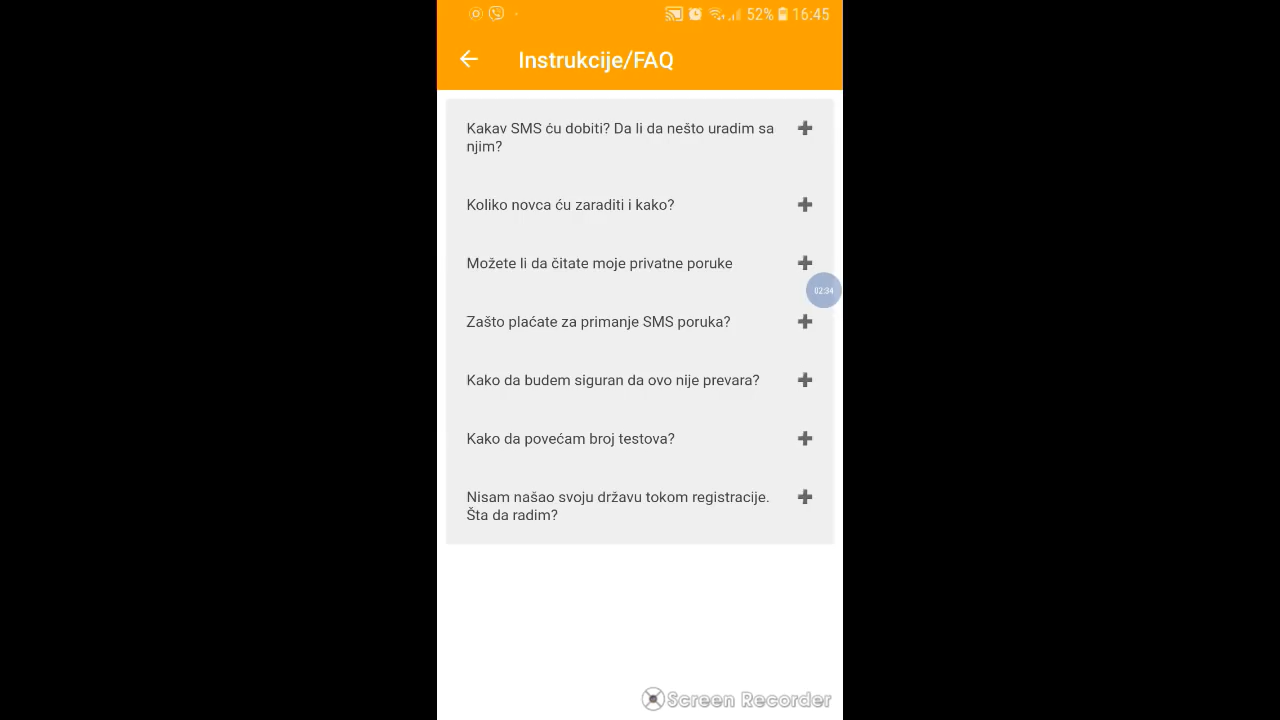 52% 16:45
Instrukcije/FAQ
Kakav SMS ću dobiti? Da li da nešto uradim sa
njim?
Koliko novca ću zaraditi i kako?
Možete li da čitate moje privatne poruke
02:34
Zašto plaćate za primanje SMS poruka?
Kako da budem siguran da ovo nije prevara?
Kako da povećam broj testova?
Nisam našao svoju državu tokom registracije.
Šta da radim?
Screen Recorder